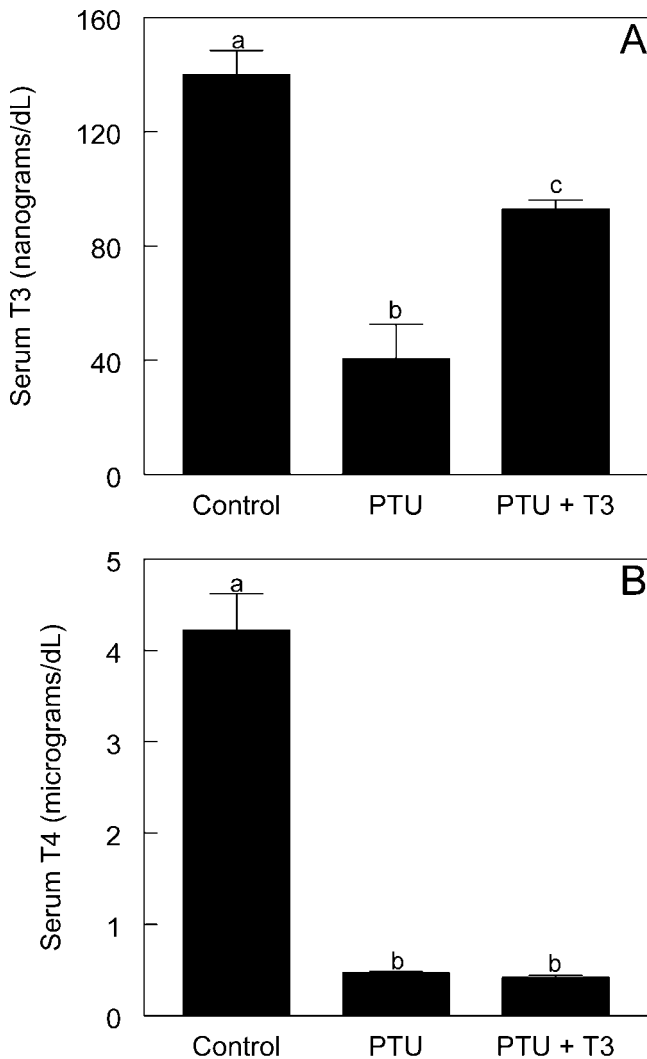 A
Serum T3 (nanograms/dL)
160
120
80
40
0
a
b
c
Control PTU PTU + T3
B
Serum T4 (micrograms/dL)
5
4
3
2
1
0
a
b
b
Control PTU PTU + T3